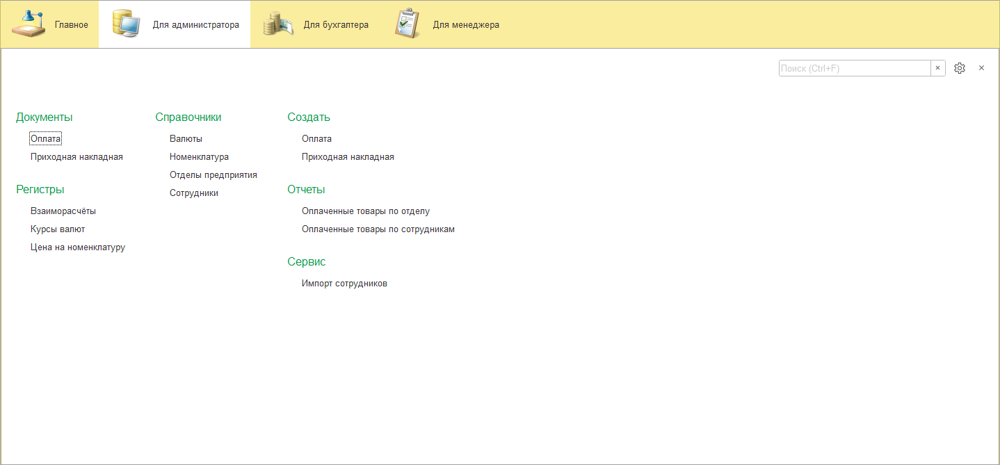 Главное
Для администратора
Для бухгалтера
Для менеджера
Поиск (Ctrl+F)
Документы
Оплата
Приходная накладная
Регистры
Взаиморасчёты
Курсы валют
Цена на номенклатуру
Справочники
Валюты
Номенклатура
Отделы предприятия
Сотрудники
Создать
Оплата
Приходная накладная
Отчеты
Оплаченные товары по отделу
Оплаченные товары по сотрудникам
Сервис
Импорт сотрудников